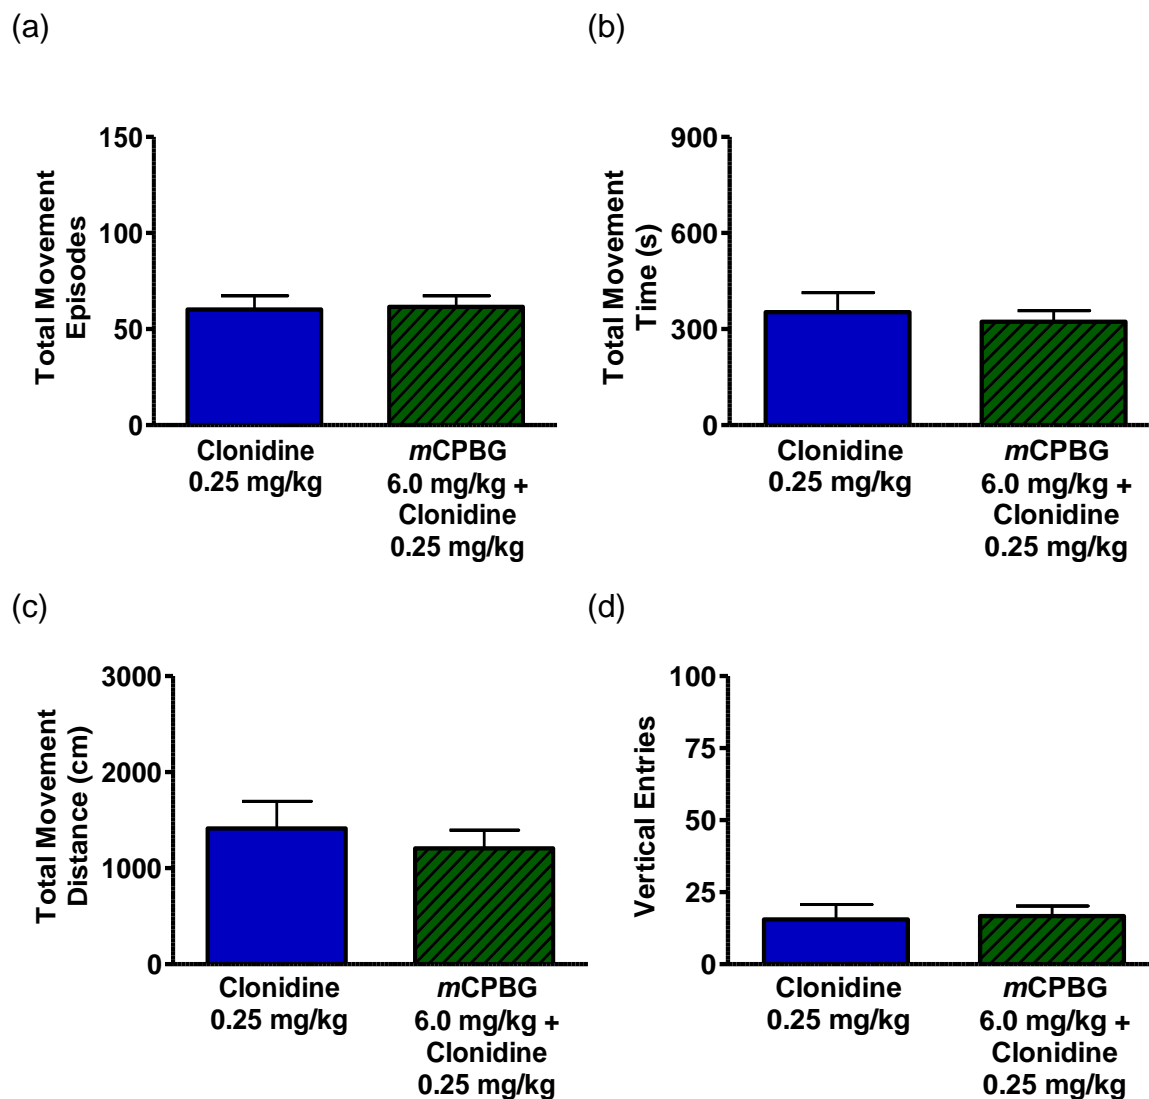 (a)
Total Movement
Episodes
150
100
50
0
Clonidine
0.25 mg/kg
mCPBG
6.0 mg/kg +
Clonidine
0.25 mg/kg
(b)
Total Movement
Time (s)
900
600
300
0
Clonidine
0.25 mg/kg
mCPBG
6.0 mg/kg +
Clonidine
0.25 mg/kg
(c)
Total Movement
Distance (cm)
3000
2000
1000
0
Clonidine
0.25 mg/kg
mCPBG
6.0 mg/kg +
Clonidine
0.25 mg/kg
(d)
Vertical Entries
100
75
50
25
0
Clonidine
0.25 mg/kg
mCPBG
6.0 mg/kg +
Clonidine
0.25 mg/kg